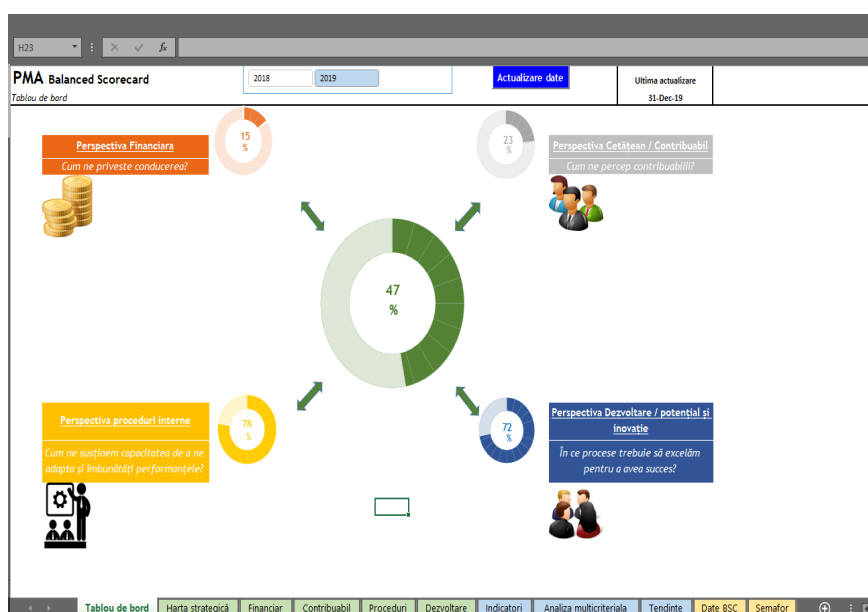 H23
fx
PMA Balanced Scorecard
2018
2019
Actualizare date
Ultima actualizare
Tablou de bord
31-Dec-19
Perspectiva Financiara
Cum ne priveste conducerea?
15
%
23
%
Perspectiva Cetățean / Contribuabil
Cum ne percep contribuabilii?
47
%
Perspectiva proceduri interne
Cum ne susținem capacitatea de a ne
adapta și îmbunătăți performanțele?
78
%
72
%
Perspectiva Dezvoltare / potențial și
inovație
În ce procese trebuie să excelăm
pentru a avea succes?
Tablou de bord
Harta strategică
Financiar
Contribuabil
Proceduri
Dezvoltare
Indicatori
Analiza multicriteriala
Tendinte
Date BSC
Semafor